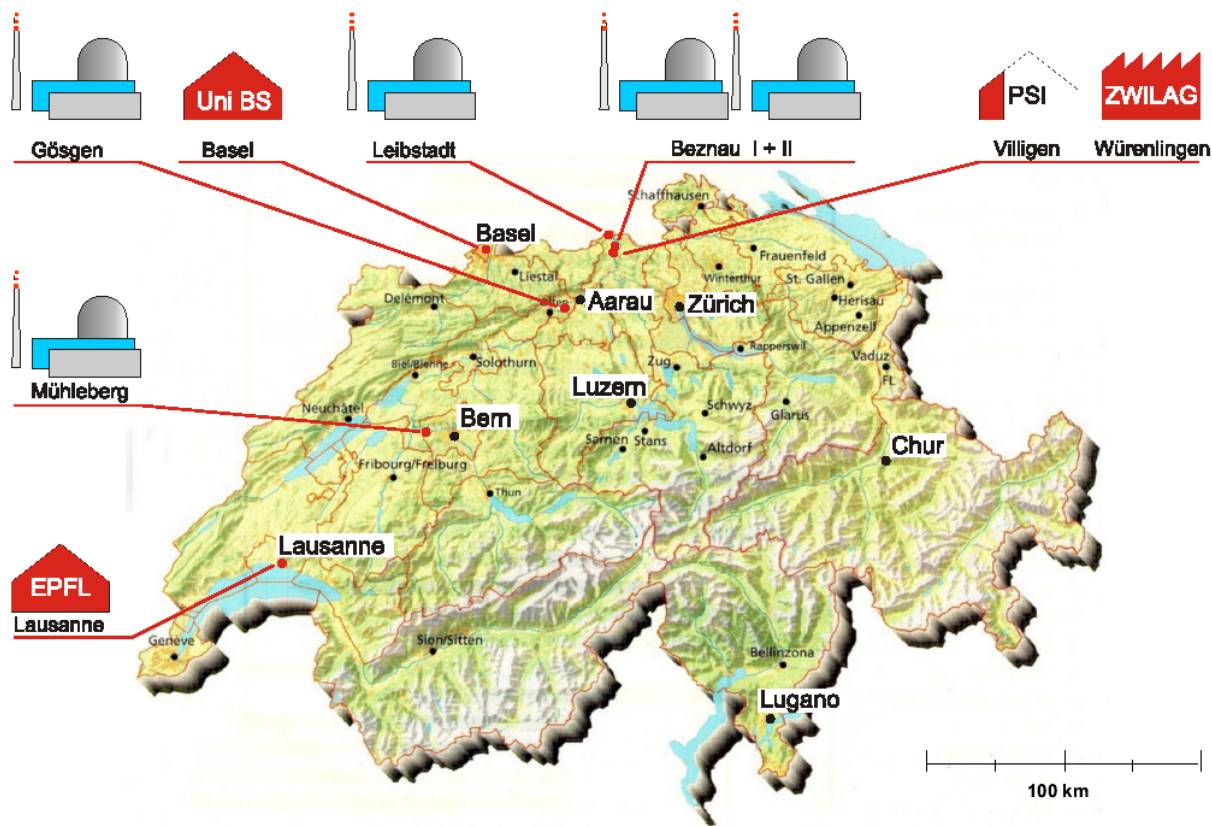 Uni BS
PSI
ZWILAG
Gösgen
Basel
Leibstadt
Beznau I + II
Villigen
Würenlingen
Schaffhausen
Basel
Liestal
Frauenfeld
Winterthur
St. Gallen
Delémont
Olten
Aarau
Zürich
Herisau
Appenzell
Rapperswil
Vaduz
FL
Biel/Bienne
Solothurn
Zug
Mühleberg
Luzern
Neuchâtel
Bern
Schwyz
Glarus
Sarnen
Stans
Altdorf
Chur
Fribourg/Freiburg
Thun
Lausanne
EPFL
Lausanne
Genève
Sion/Sitten
Bellinzona
Lugano
100 km